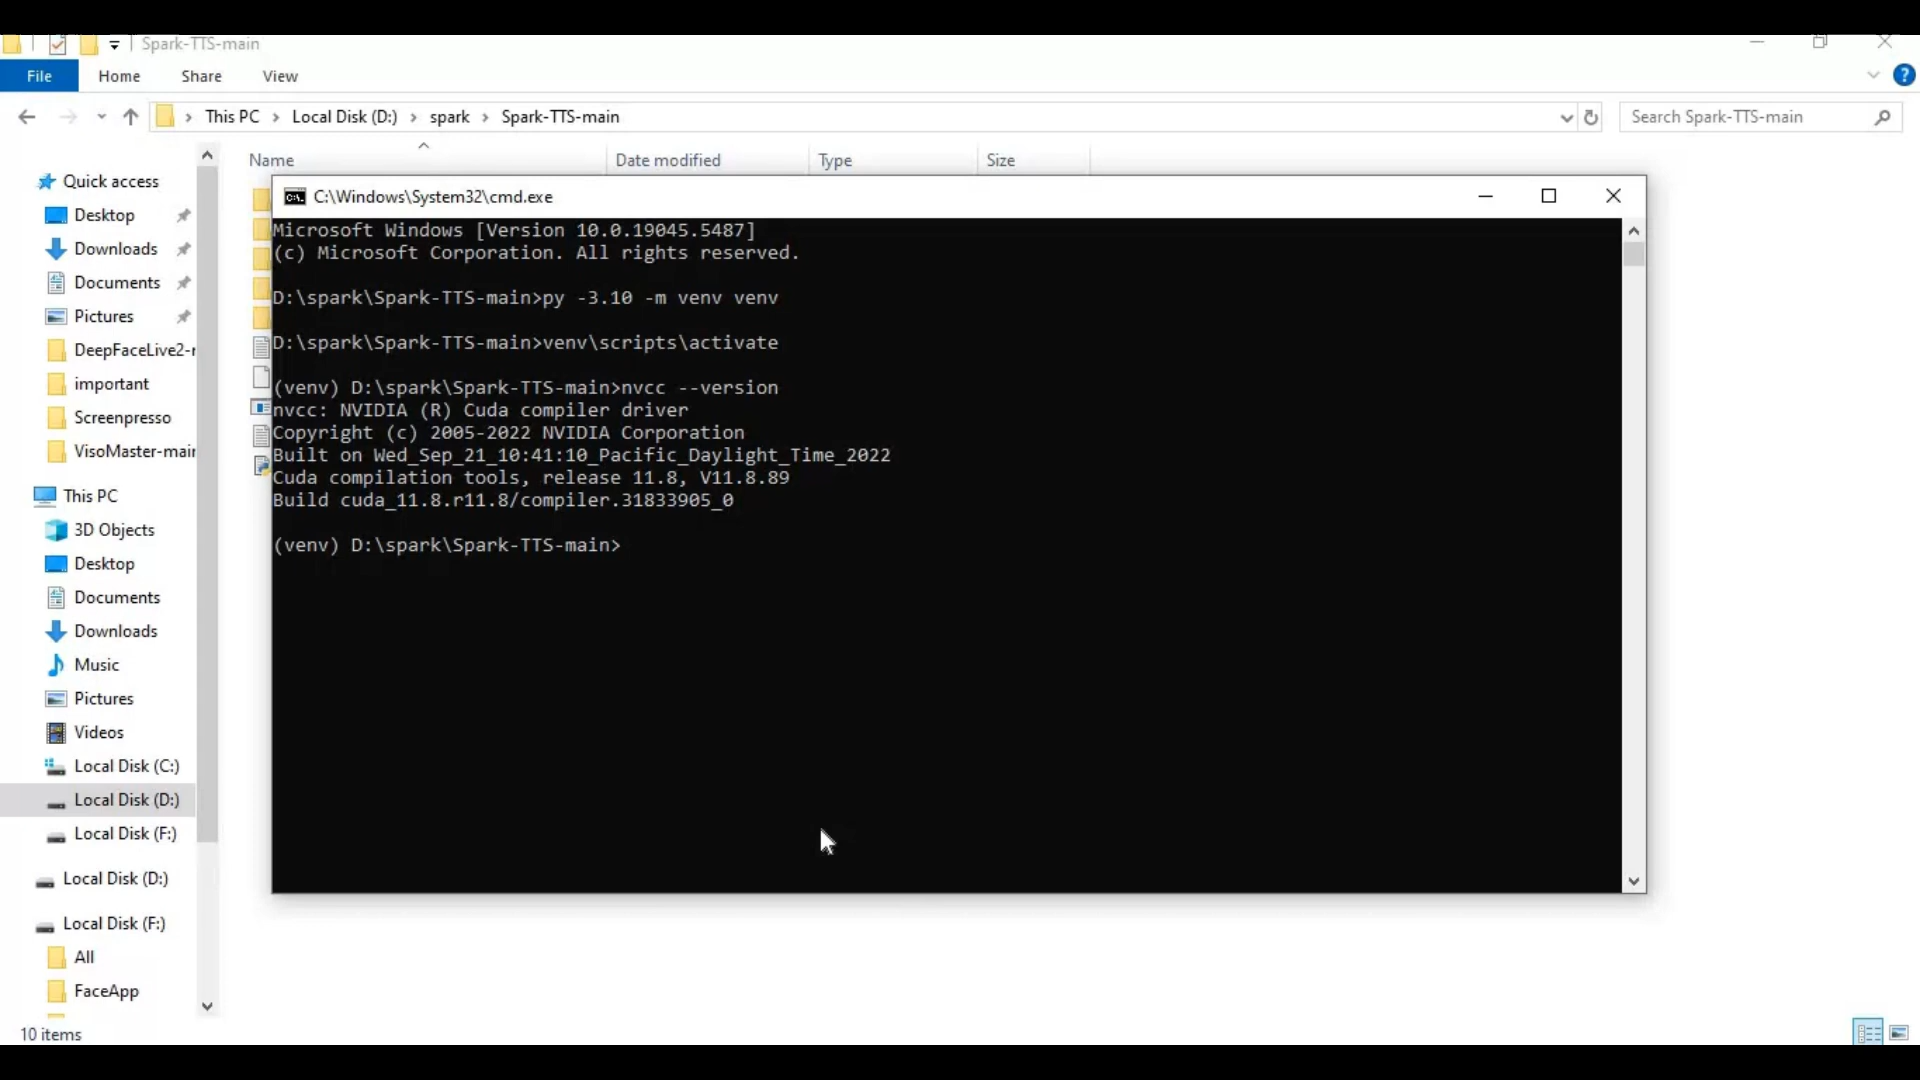 Spark-TTS-main
File Home Share View
This PC > Local Disk (D:) > spark > Spark-TTS-main
Search Spark-TTS-main
Name Date modified Type Size
Quick access
Desktop
Downloads
Documents
Pictures
DeepFaceLive2-r
important
Screenpresso
VisoMaster-mair
This PC
3D Objects
Desktop
Documents
Downloads
Music
Pictures
Videos
Local Disk (C:)
Local Disk (D:)
Local Disk (F:)
Local Disk (D:)
Local Disk (F:)
All
FaceApp
10 items
C:\Windows\System32\cmd.exe
Microsoft Windows [Version 10.0.19045.5487]
(c) Microsoft Corporation. All rights reserved.
D:\spark\Spark-TTS-main>py -3.10 -m venv venv
D:\spark\Spark-TTS-main>venv\scripts\activate
(venv) D:\spark\Spark-TTS-main>nvcc --version
nvcc: NVIDIA (R) Cuda compiler driver
Copyright (c) 2005-2022 NVIDIA Corporation
Built on Wed_Sep_21_10:41:10_Pacific_Daylight_Time_2022
Cuda compilation tools, release 11.8, V11.8.89
Build cuda_11.8.r11.8/compiler.31833905_0
(venv) D:\spark\Spark-TTS-main>